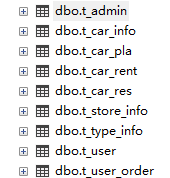 dbo.t_admin
dbo.t_car_info
dbo.t_car_pla
dbo.t_car_rent
dbo.t_car_res
dbo.t_store_info
dbo.t_type_info
dbo.t_user
dbo.t_user_order